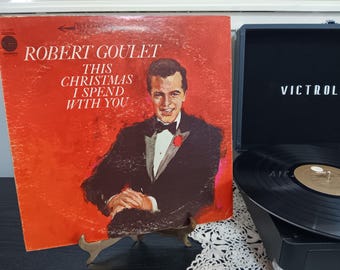 ROBERT GOULET
THIS
CHRISTMAS
I SPEND
WITH YOU
VICTROL